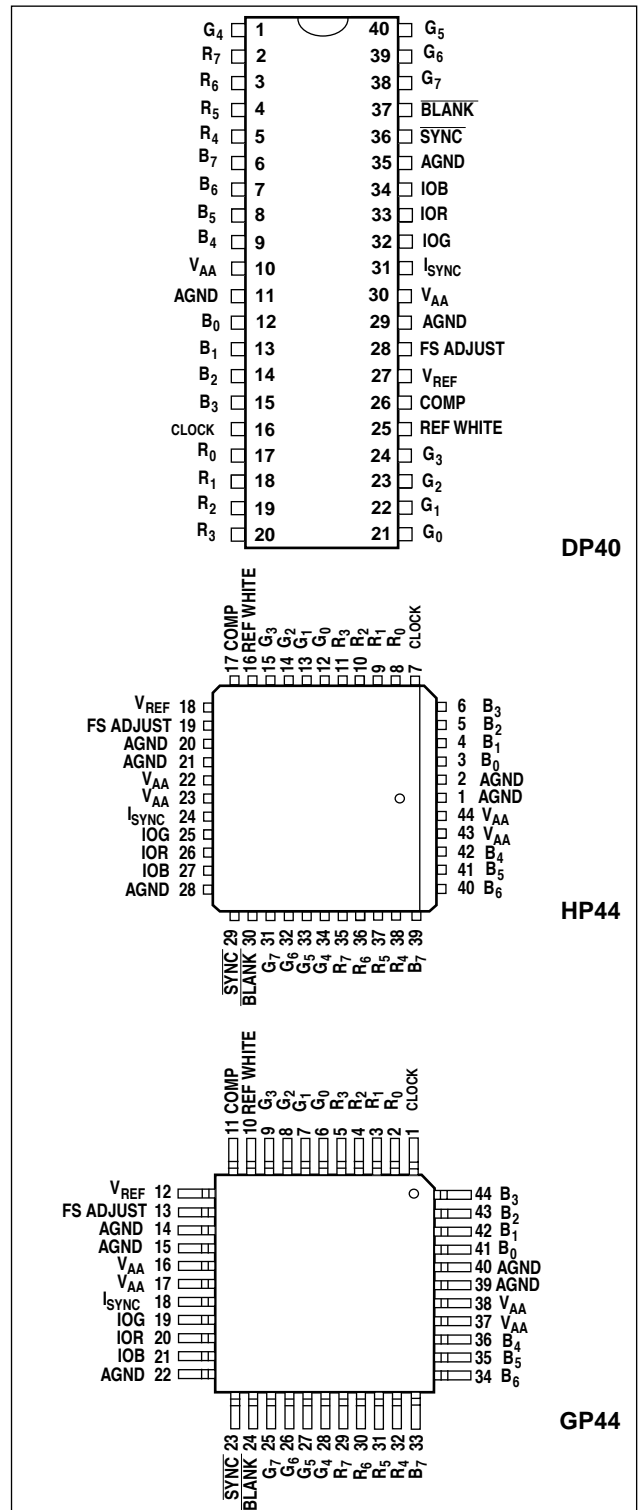 G4 1 40 G5
R7 2 39 G6
R6 3 38 G7
R5 4 37 BLANK
R4 5 36 SYNC
B7 6 35 AGND
B6 7 34 IOB
B5 8 33 IOR
B4 9 32 IOG
VAA 10 31 ISYNC
AGND 11 30 VAA
B0 12 29 AGND
B1 13 28 FS ADJUST
B2 14 27 VREF
B3 15 26 COMP
CLOCK 16 25 REF WHITE
R0 17 24 G3
R1 18 23 G2
R2 19 22 G1
R3 20 21 G0
DP40
17 COMP
16 REF WHITE
15 G3
14 G2
13 G1
12 G0
11 R3
10 R2
9 R1
8 R0
7 CLOCK
VREF 18
FS ADJUST 19
AGND 20
AGND 21
VAA 22
VAA 23
ISYNC 24
IOG 25
IOR 26
IOB 27
AGND 28
6 B3
5 B2
4 B1
3 B0
2 AGND
1 AGND
44 VAA
43 VAA
42 B4
41 B5
40 B6
SYNC 29
BLANK 30
G7 31
G6 32
G5 33
G4 34
R7 35
R6 36
R5 37
R4 38
B7 39
HP44
11 COMP
10 REF WHITE
9 G3
8 G2
7 G1
6 G0
5 R3
4 R2
3 R1
2 R0
1 CLOCK
VREF 12
FS ADJUST 13
AGND 14
AGND 15
VAA 16
VAA 17
ISYNC 18
IOG 19
IOR 20
IOB 21
AGND 22
44 B3
43 B2
42 B1
41 B0
40 AGND
39 AGND
38 VAA
37 VAA
36 B4
35 B5
34 B6
SYNC 23
BLANK 24
G7 25
G6 26
G5 27
G4 28
R7 29
R6 30
R5 31
R4 32
B7 33
GP44